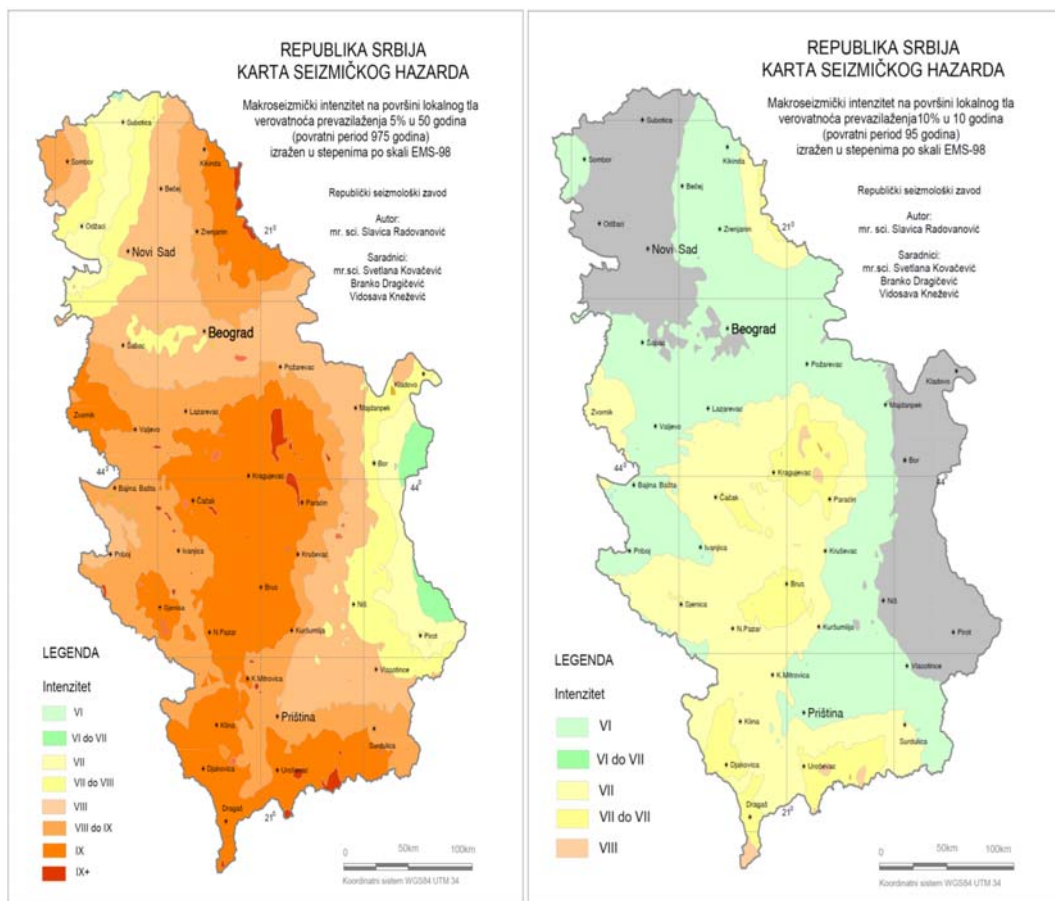 REPUBLIKA SRBIJA
KARTA SEIZMIČKOG HAZARDA
Makroseizmički intenzitet na površini lokalnog tla
verovatnoća prevazilaženja 5% u 50 godina
(povratni period 975 godina)
izražen u stepenima po skali EMS-98
Republički seizmološki zavod
Autor:
mr. sci. Slavica Radovanović
Saradnici:
mr.sci. Svetlana Kovačević
Branko Dragičević
Vidosava Knežević
Subotica
Sombor
Kikinda
Bečej
Odžaci
Zrenjanin
21⁰
Novi Sad
Beograd
Šabac
Požarevac
Kladovo
Zvornik
Lazarevac
Majdanpek
Valjevo
Bor
44⁰
Kragujevac
44⁰
Bajina Bašta
Čačak
Paraćin
Priboj
Ivanjica
Kruševac
Brus
Sjenica
Niš
N.Pazar
Kuršumlija
Pirot
Vlasotince
K.Mitrovica
Klina
Priština
Surdulica
Djakovica
Uroševac
Dragaš
21⁰
LEGENDA
Intenzitet
VI
VI do VII
VII
VII do VIII
VIII
VIII do IX
IX
IX+
0 50km 100km
Koordinatni sistem WGS84 UTM 34
REPUBLIKA SRBIJA
KARTA SEIZMIČKOG HAZARDA
Makroseizmički intenzitet na površini lokalnog tla
verovatnoća prevazilaženja10% u 10 godina
(povratni period 95 godina)
izražen u stepenima po skali EMS-98
Republički seizmološki zavod
Autor:
mr. sci. Slavica Radovanović
Saradnici:
mr.sci. Svetlana Kovačević
Branko Dragičević
Vidosava Knežević
Subotica
Sombor
Kikinda
Bečej
Odžaci
Zrenjanin
21⁰
Novi Sad
Beograd
Šabac
Požarevac
Kladovo
Zvornik
Lazarevac
Majdanpek
Valjevo
Bor
44⁰
Kragujevac
44
Bajina Bašta
Čačak
Paraćin
Priboj
Ivanjica
Kruševac
Brus
Sjenica
Niš
N.Pazar
Kuršumlija
Pirot
Vlasotince
K.Mitrovica
Klina
Priština
Surdulica
Djakovica
Uroševac
Dragaš
21⁰
LEGENDA
Intenzitet
VI
VI do VII
VII
VII do VII
VIII
0 50km 100km
Koordinatni sistem WGS84 UTM 34